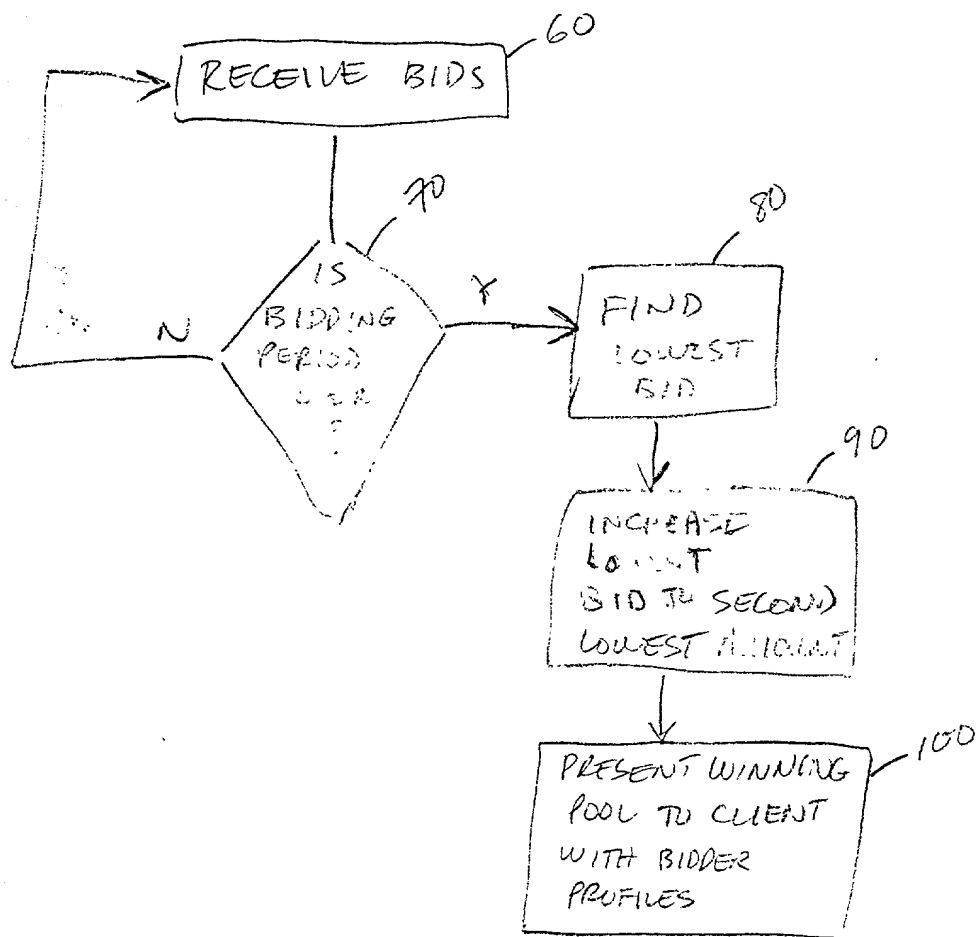 60
RECEIVE BIDS
70
IS
BIDDING
PERIOD
?
N
Y
80
FIND
LOWEST
BID
90
INCREASE
BID TO SECOND
LOWEST AMOUNT
100
PRESENT WINNING
POOL TO CLIENT
WITH BIDDER
PROFILES